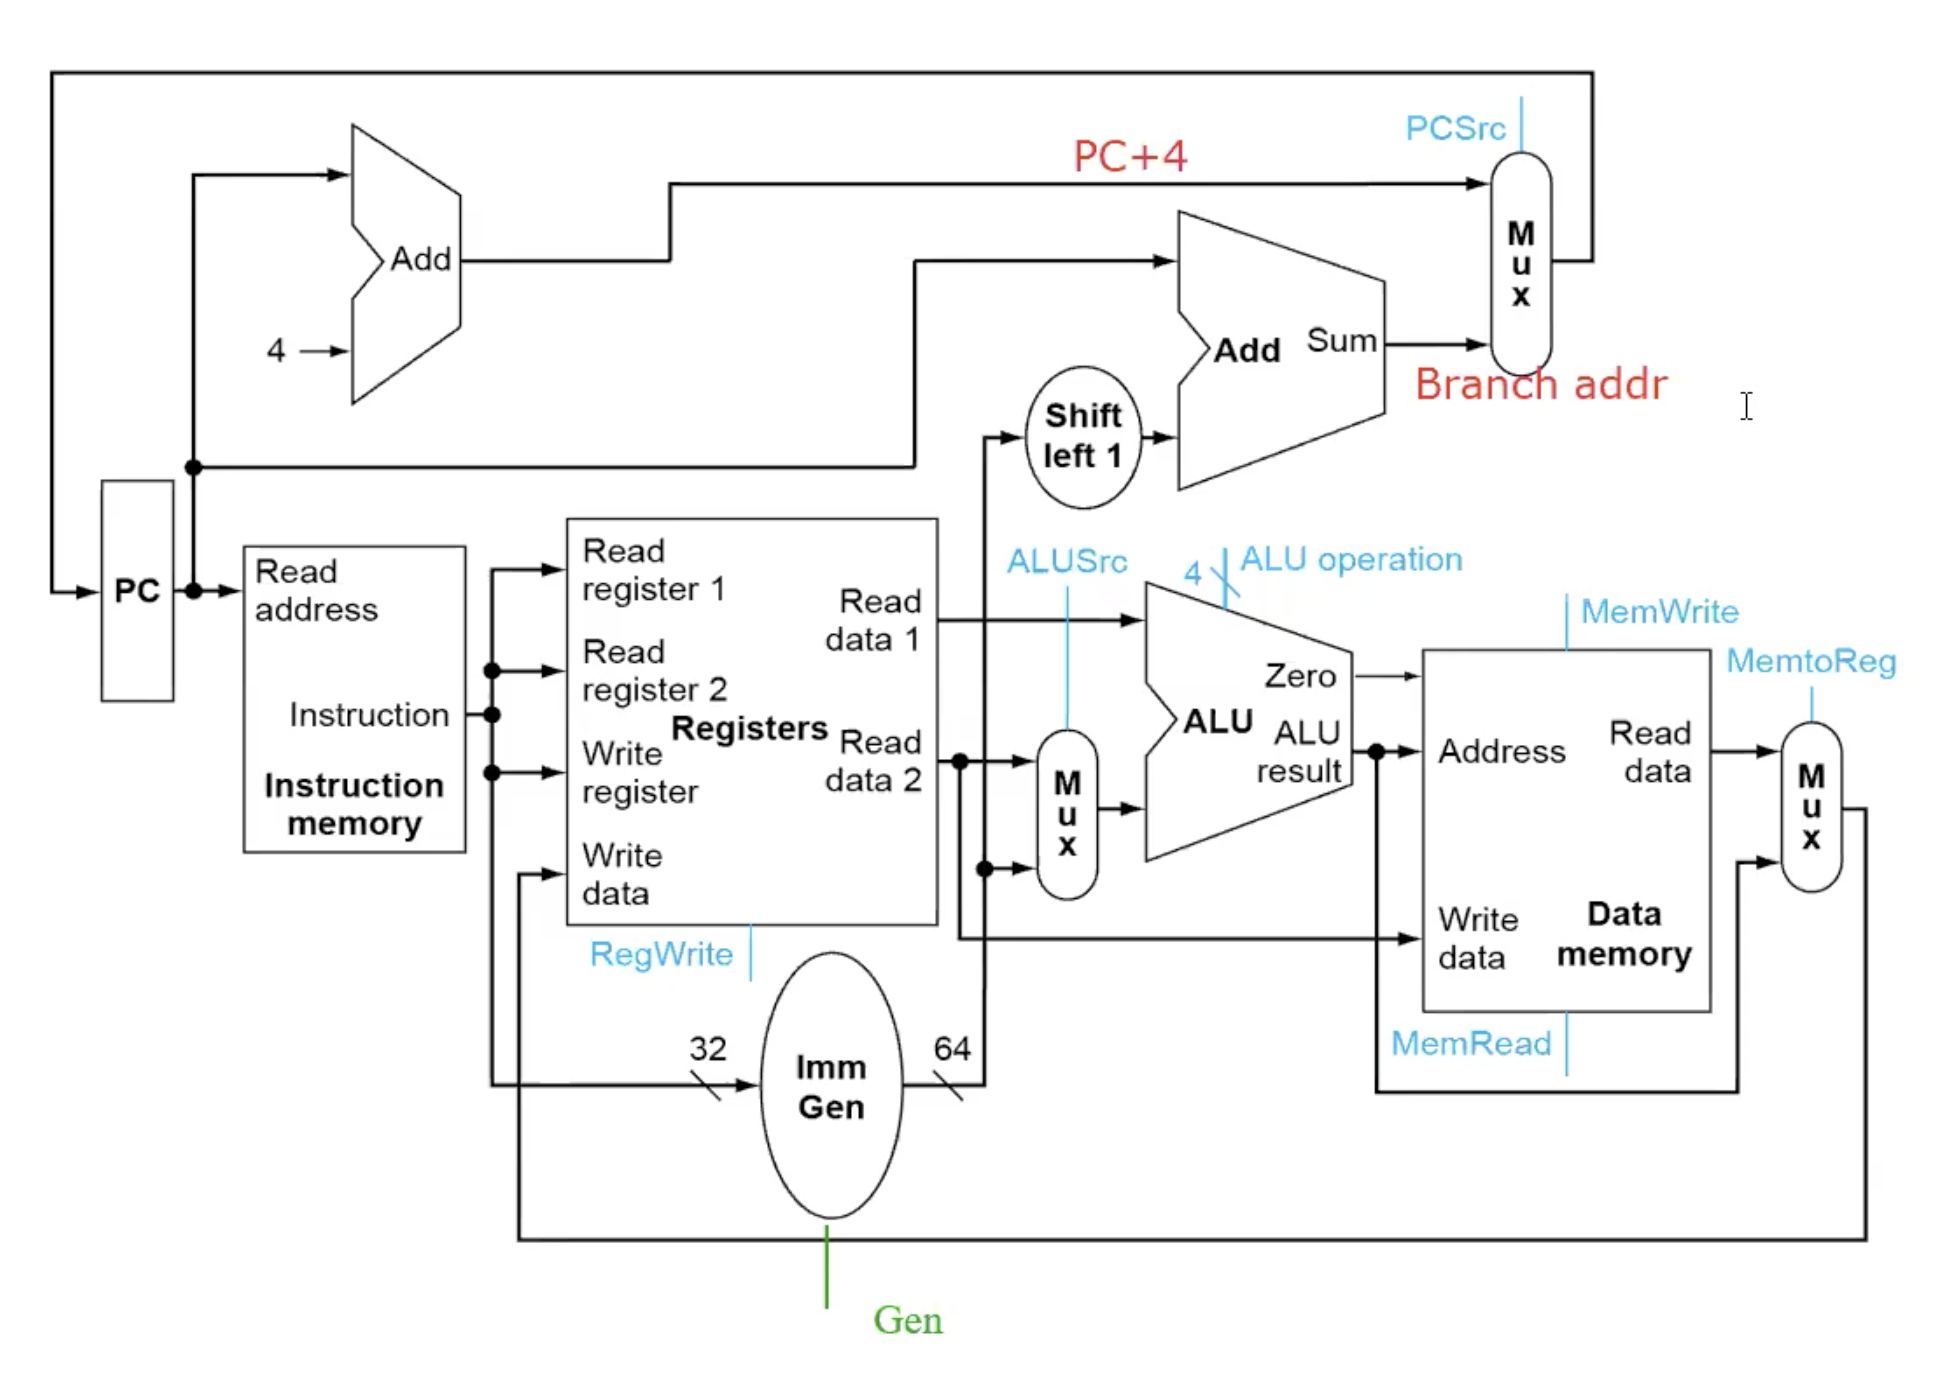 PCSrc
PC+4
M
u
x
Add
4
Add
Sum
Branch addr
Shift
left 1
PC
Read
address
Instruction
Instruction
memory
Read
register 1
Read
register 2
Write
register
Write
data
Registers
Read
data 1
Read
data 2
RegWrite
ALUSrc
M
u
x
4
ALU operation
Zero
ALU
ALU
result
MemWrite
MemtoReg
Address
Read
data
Write
data
Data
memory
MemRead
M
u
x
32
Imm
Gen
64
Gen